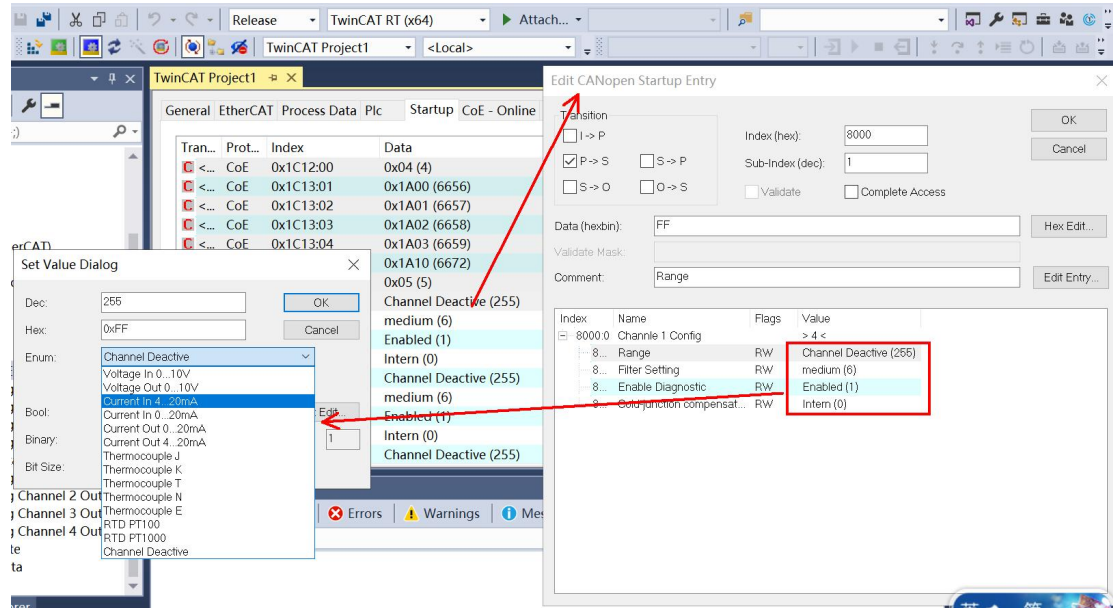 Release
TwinCAT RT (x64)
Attach...
TwinCAT Project1
<Local>
TwinCAT Project1
General EtherCAT Process Data Plc Startup CoE - Online
Tran... Prot... Index Data
C <... CoE 0x1C12:00 0x04 (4)
C <... CoE 0x1C13:01 0x1A00 (6656)
C <... CoE 0x1C13:02 0x1A01 (6657)
C <... CoE 0x1C13:03 0x1A02 (6658)
C <... CoE 0x1C13:04 0x1A03 (6659)
0x1A10 (6672)
0x05 (5)
Channel Deactive (255)
medium (6)
Enabled (1)
Intern (0)
Channel Deactive (255)
medium (6)
Enabled (1)
Intern (0)
Channel Deactive (255)
Errors
Warnings
Mes
;)
erCAT)
Channel 2 Out
Channel 3 Out
Channel 4 Out
te
ta
Set Value Dialog
Dec: 255 OK
Hex: 0xFF Cancel
Enum: Channel Deactive
Voltage In 0...10V
Voltage Out 0...10V
Current In 4...20mA
Current In 0...20mA
Current Out 0...20mA
Current Out 4...20mA
Thermocouple J
Thermocouple K
Thermocouple T
Thermocouple N
Thermocouple E
RTD PT100
RTD PT1000
Channel Deactive
Bool:
Edit...
Binary: 1
Bit Size:
Edit CANopen Startup Entry
Transition
I -> P
P -> S S -> P
S -> O O -> S
Index (hex): 8000
Sub-Index (dec): 1
Validate Complete Access
OK
Cancel
Data (hexbin): FF Hex Edit...
Validate Mask:
Comment: Range Edit Entry...
Index Name Flags Value
8000:0 Channle 1 Config > 4 <
8... Range RW Channel Deactive (255)
8... Filter Setting RW medium (6)
8... Enable Diagnostic RW Enabled (1)
8... Cold-junction compensat... RW Intern (0)
英
简